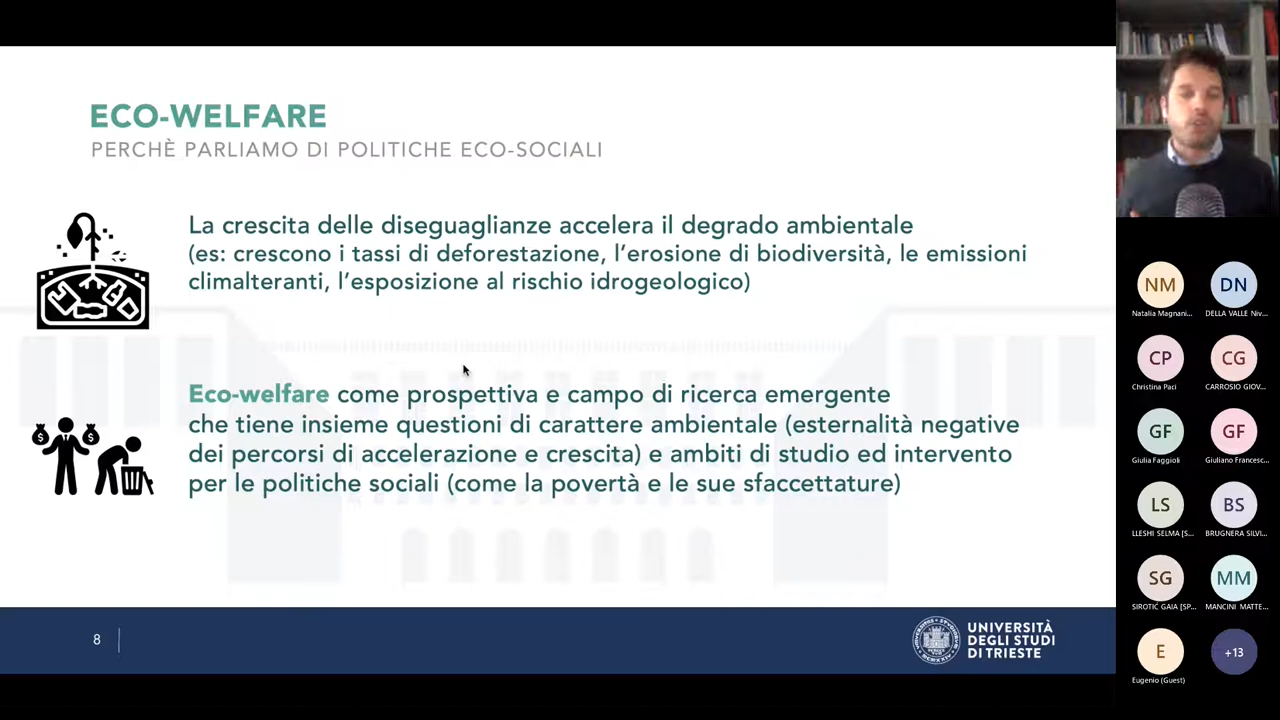 ECO-WELFARE
PERCHÈ PARLIAMO DI POLITICHE ECO-SOCIALI
La crescita delle diseguaglianze accelera il degrado ambientale
(es: crescono i tassi di deforestazione, l'erosione di biodiversità, le emissioni
climalteranti, l'esposizione al rischio idrogeologico)
Eco-welfare come prospettiva e campo di ricerca emergente
che tiene insieme questioni di carattere ambientale (esternalità negative
dei percorsi di accelerazione e crescita) e ambiti di studio ed intervento
per le politiche sociali (come la povertà e le sue sfaccettature)
8
UNIVERSITÀ
DEGLI STUDI
DI TRIESTE
NM DN
Natalia Magnani... DELLA VALLE Niv...
CP CG
Christina Paci CARROSIO GIOV...
GF GF
Giulia Faggioli Giuliano Francesc...
LS BS
LLESHI SELMA [S... BRUGNERA SILVI...
SG MM
SIROTIĆ GAIA [SP... MANCINI MATTE...
E +13
Eugenio (Guest)